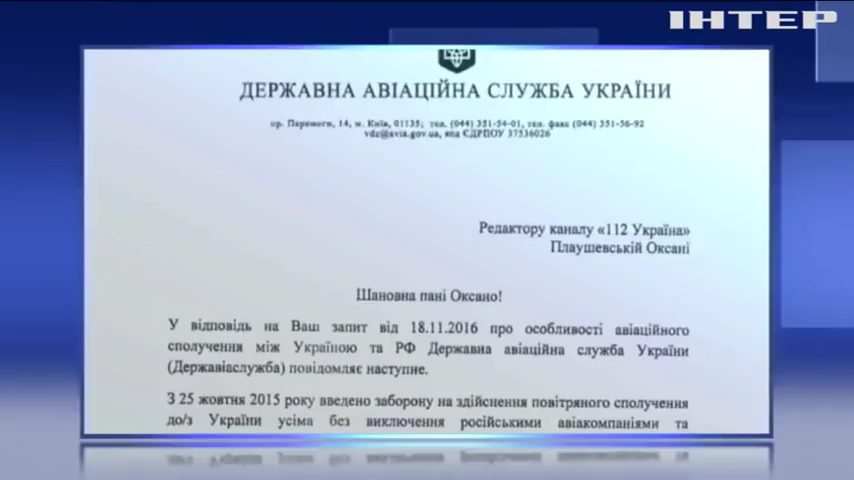 ІНТЕР
ДЕРЖАВНА АВІАЦІЙНА СЛУЖБА УКРАЇНИ
пр. Перемоги, 14, м. Київ, 01135; тел. (044) 351-54-01, тел. факс (044) 351-56-92
vdz@avia.gov.ua, код ЄДРПОУ 37536026
Редактору каналу «112 Україна»
Плаушевській Оксані
Шановна пані Оксано!
У відповідь на Ваш запит від 18.11.2016 про особливості авіаційного
сполучення між Україною та РФ Державна авіаційна служба України
(Державіаслужба) повідомляє наступне.
З 25 жовтня 2015 року введено заборону на здійснення повітряного сполучення
до/з України усіма без виключення російськими авіакомпаніями та